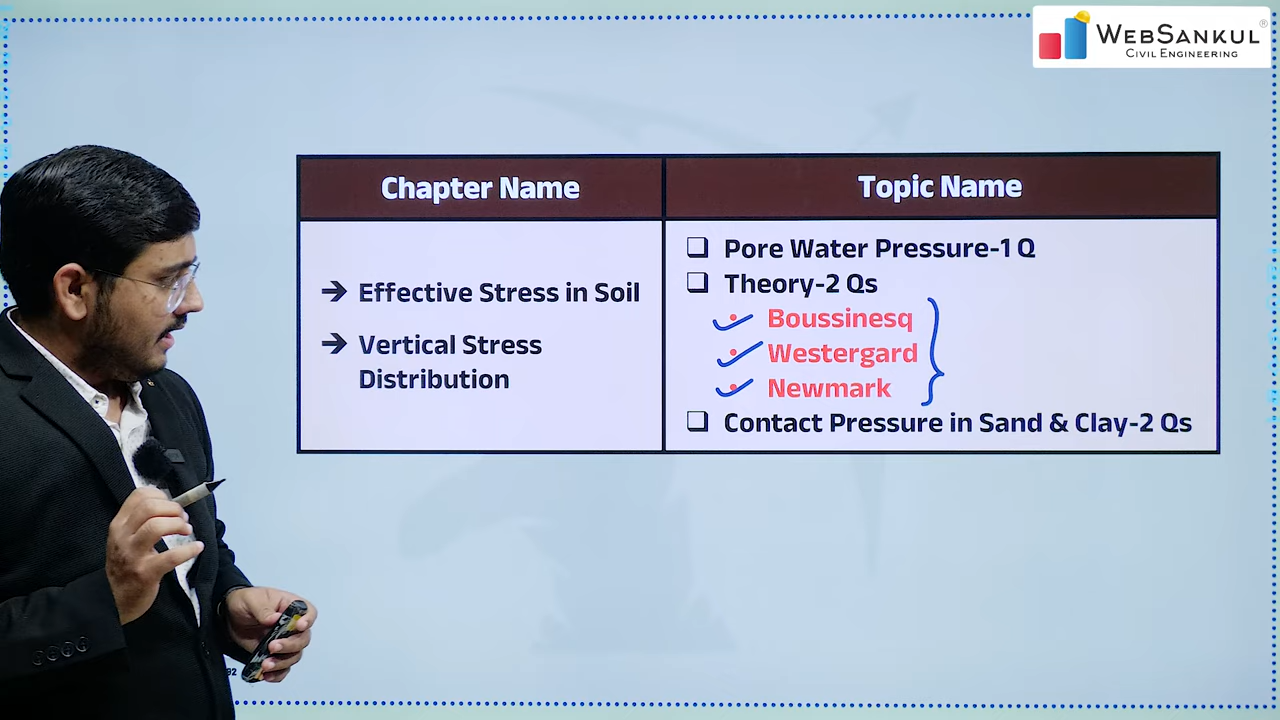 WEBSANKUL®
CIVIL ENGINEERING
Chapter Name
Topic Name
→ Effective Stress in Soil
→ Vertical Stress
Distribution
❑ Pore Water Pressure-1 Q
❑ Theory-2 Qs
• Boussinesq
• Westergard
• Newmark
❑ Contact Pressure in Sand & Clay-2 Qs
92